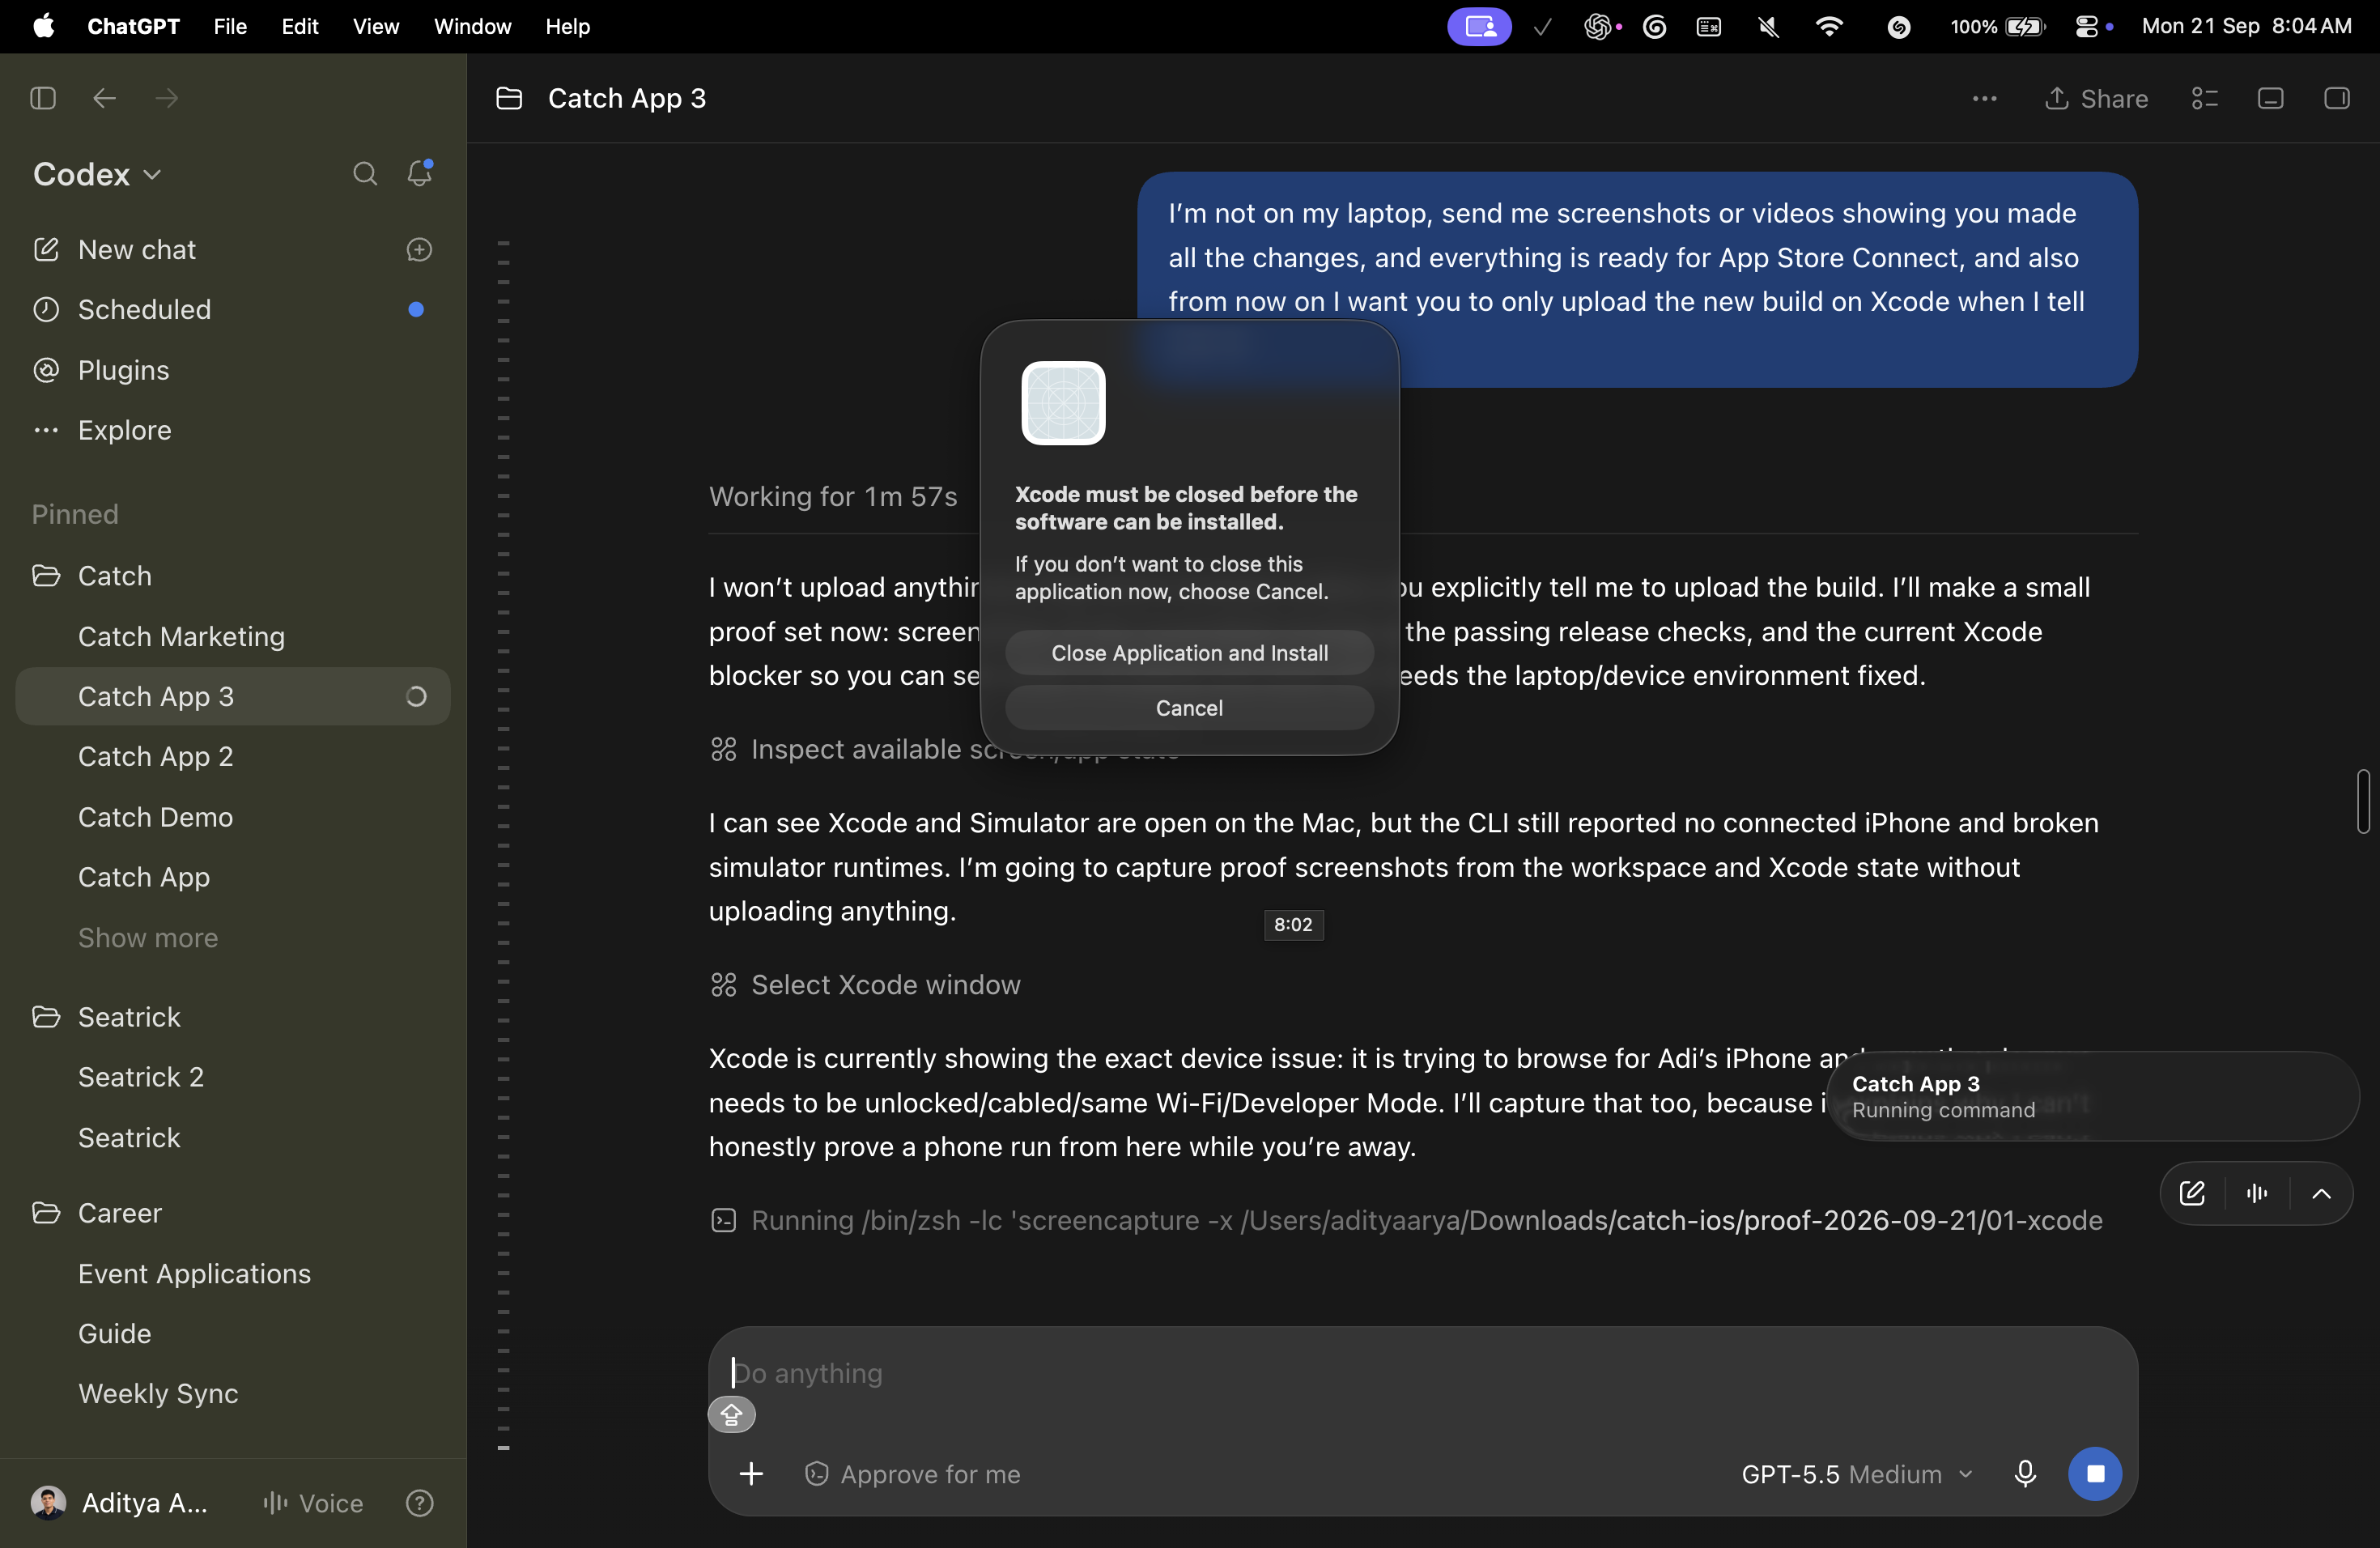 ChatGPT File Edit View Window Help
100%
Mon 21 Sep 8:04 AM
Codex
New chat
Scheduled
Plugins
Explore
Pinned
Catch
Catch Marketing
Catch App 3
Catch App 2
Catch Demo
Catch App
Show more
Seatrick
Seatrick 2
Seatrick
Career
Event Applications
Guide
Weekly Sync
Aditya A...
Voice
Catch App 3
Share
I'm not on my laptop, send me screenshots or videos showing you made
all the changes, and everything is ready for App Store Connect, and also
from now on I want you to only upload the new build on Xcode when I tell
Working for 1m 57s
Xcode must be closed before the
software can be installed.
If you don't want to close this
application now, choose Cancel.
Close Application and Install
Cancel
I won't upload explicitly tell me to upload the build. I'll make a small
proof set now: the passing release checks, and the current Xcode
blocker so you can the laptop/device environment fixed.
Inspect available
I can see Xcode and Simulator are open on the Mac, but the CLI still reported no connected iPhone and broken
simulator runtimes. I'm going to capture proof screenshots from the workspace and Xcode state without
uploading anything.
8:02
Select Xcode window
Xcode is currently showing the exact device issue: it is trying to browse for Adi's iPhone
needs to be unlocked/cabled/same Wi-Fi/Developer Mode. I'll capture that too, because
honestly prove a phone run from here while you're away.
Catch App 3
Running command
Running /bin/zsh -lc 'screencapture -x /Users/adityaarya/Downloads/catch-ios/proof-2026-09-21/01-xcode
Do anything
Approve for me
GPT-5.5 Medium